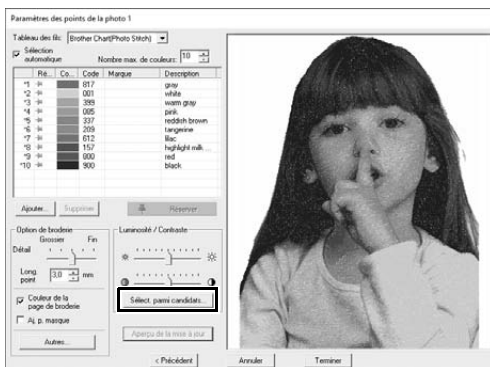 Paramètres des points de la photo 1
Tableau des fils: Brother Chart(Photo Stitch)
Sélection automatique
Nombre max. de couleurs: 10
Ré... Co... Code Marque Description
*1 817 gray
*2 001 white
*3 399 warm gray
*4 085 pink
*5 337 reddish brown
*6 209 tangerine
*7 612 lilac
*8 157 highlight milk ...
*9 800 red
*10 900 black
Ajouter... Supprimer Réserver
Option de broderie
Grossier Fin
Détail
Long. point 3,0 mm
Couleur de la page de broderie
Aj. p. masque
Autres...
Luminosité / Contraste
Sélect. parmi candidats...
Aperçu de la mise à jour
< Précédent Annuler Terminer